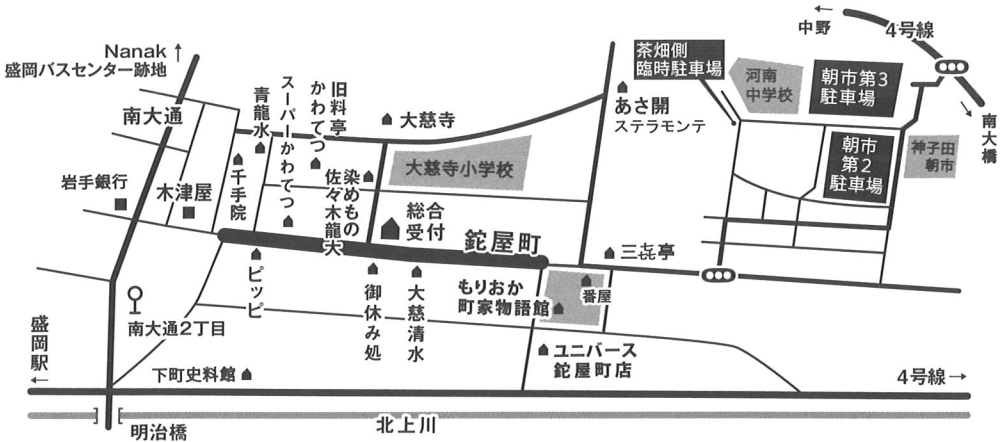 Nanak
盛岡バスセンター跡地
南大通
岩手銀行
木津屋
千手院
青龍水
スーパーかわてつ
旧料亭
かわてつ
大慈寺
大慈寺小学校
染めもの
佐々木龍大
総合
受付
鉈屋町
あさ開
ステラモンテ
茶畑側
臨時駐車場
河南
中学校
朝市第3
駐車場
中野
4号線
南大橋
朝市
第2
駐車場
神子田
朝市
三㐂亭
ピッピ
御休み処
大慈清水
もりおか
町家物語館
番屋
ユニバース
鉈屋町店
南大通2丁目
下町史料館
盛岡駅
4号線
北上川
明治橋